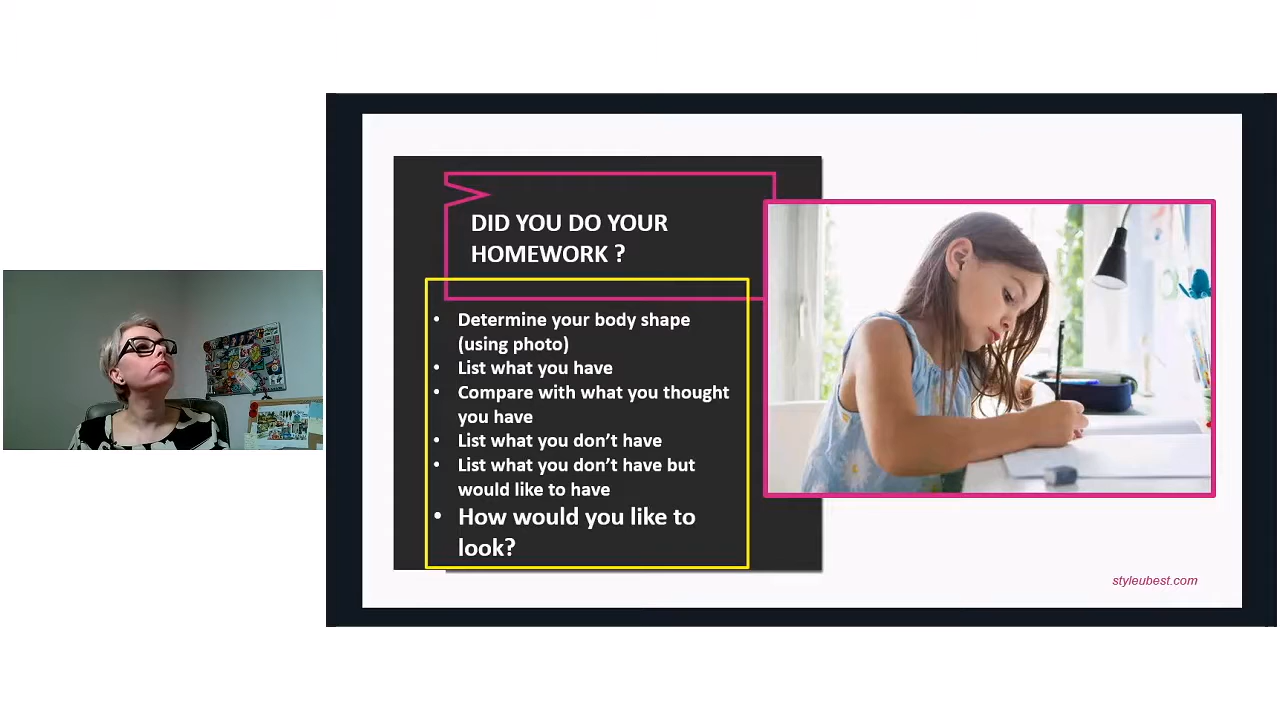 DID YOU DO YOUR
HOMEWORK ?
• Determine your body shape
(using photo)
• List what you have
• Compare with what you thought
you have
• List what you don’t have
• List what you don’t have but
would like to have
• How would you like to
look?
styleubest.com